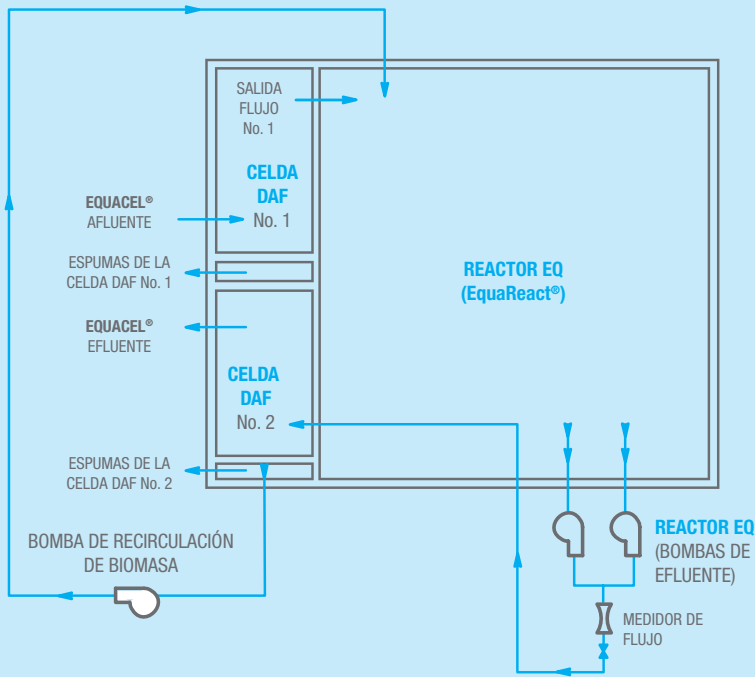 SALIDA
FLUJO
No. 1
CELDA
DAF
No. 1
EQUACEL®
AFLUENTE
ESPUMAS DE LA
CELDA DAF No. 1
EQUACEL®
EFLUENTE
CELDA
DAF
No. 2
ESPUMAS DE LA
CELDA DAF No. 2
REACTOR EQ
(EquaReact®)
BOMBA DE RECIRCULACIÓN
DE BIOMASA
REACTOR EQ
(BOMBAS DE
EFLUENTE)
MEDIDOR DE
FLUJO